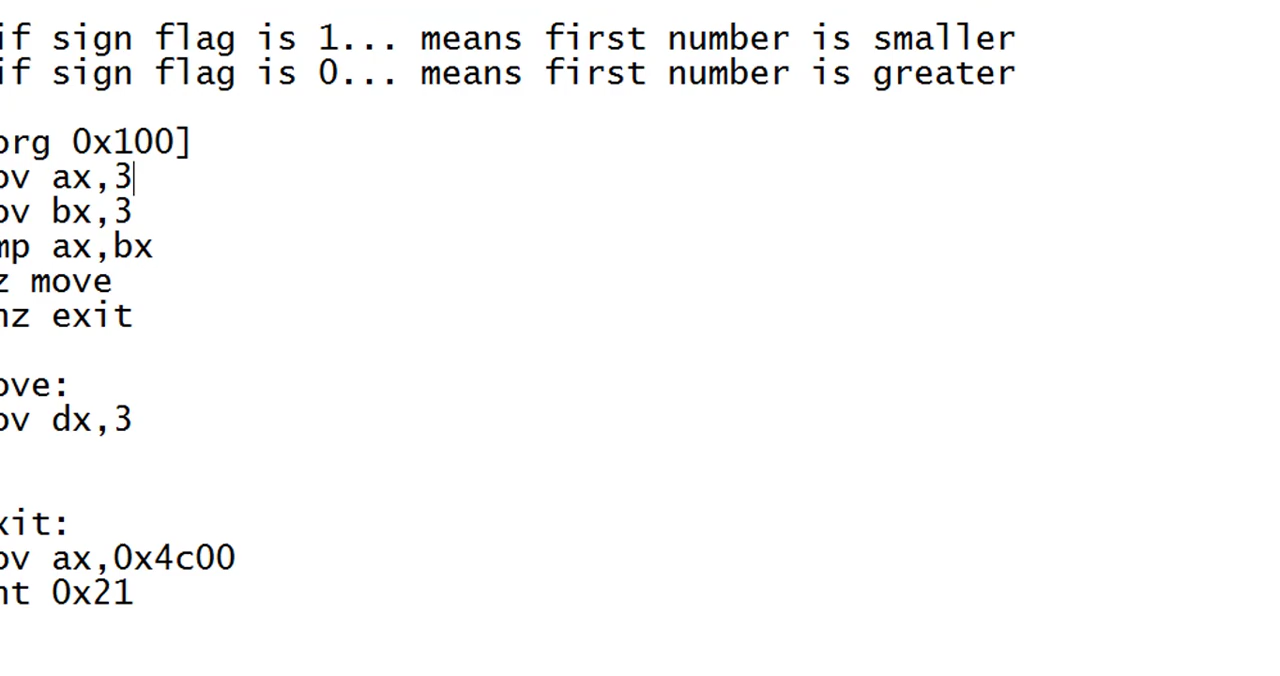 if sign flag is 1... means first number is smaller
if sign flag is 0... means first number is greater
org 0x100]
ov ax,3
ov bx,3
mp ax,bx
z move
nz exit
ove:
ov dx,3
xit:
ov ax,0x4c00
nt 0x21